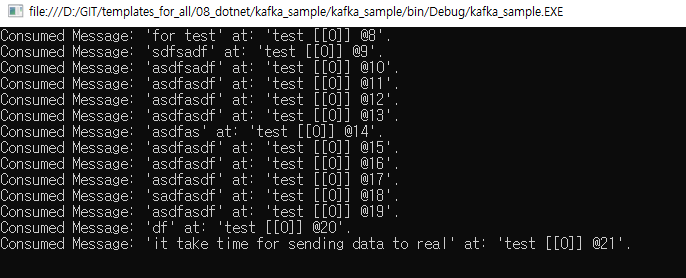 file:///D:/GIT/templates_for_all/08_dotnet/kafka_sample/kafka_sample/bin/Debug/kafka_sample.EXE
Consumed Message: 'for test' at: 'test [[0]] @8'.
Consumed Message: 'sdfsadf' at: 'test [[0]] @9'.
Consumed Message: 'asdfsadf' at: 'test [[0]] @10'.
Consumed Message: 'asdfasdf' at: 'test [[0]] @11'.
Consumed Message: 'asdfasdf' at: 'test [[0]] @12'.
Consumed Message: 'asdfasdf' at: 'test [[0]] @13'.
Consumed Message: 'asdfas' at: 'test [[0]] @14'.
Consumed Message: 'asdfasdf' at: 'test [[0]] @15'.
Consumed Message: 'asdfasdf' at: 'test [[0]] @16'.
Consumed Message: 'asdfasdf' at: 'test [[0]] @17'.
Consumed Message: 'sadfasdf' at: 'test [[0]] @18'.
Consumed Message: 'asdfasdf' at: 'test [[0]] @19'.
Consumed Message: 'df' at: 'test [[0]] @20'.
Consumed Message: 'it take time for sending data to real' at: 'test [[0]] @21'.